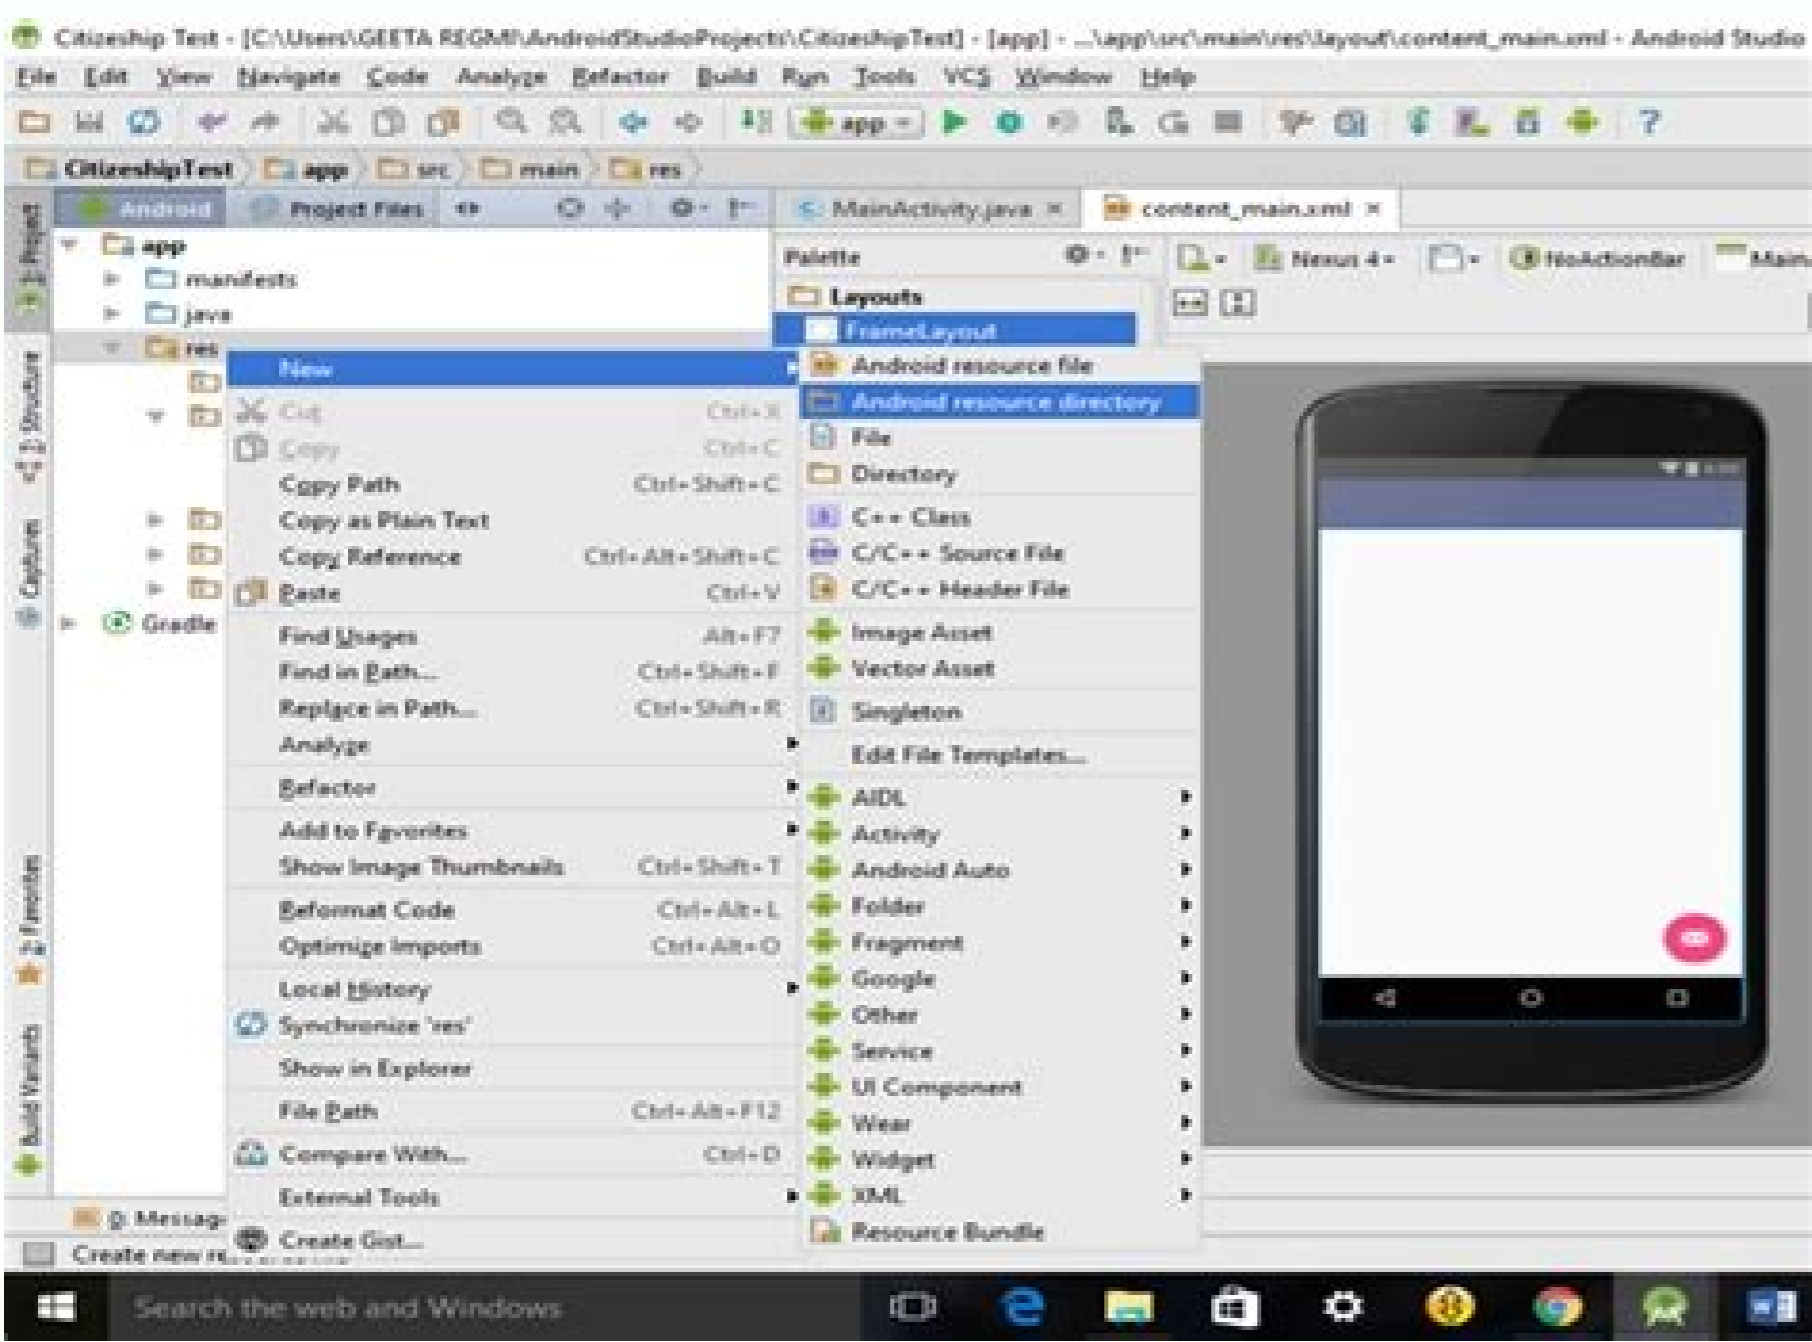 Citizeship Test - [C:\Users\GEETA REGMI\AndroidStudioProjects\CitizeshipTest] - [app] - ...\app\src\main\res\layout\content_main.xml - Android Studio
File Edit View Navigate Code Analyze Refactor Build Run Tools VCS Window Help
app
CitizeshipTest app src main res
Android Project Files
MainActivity.java content_main.xml
1: Project
app
manifests
java
res
Gradle
Palette
Layouts
FrameLayout
Nexus 4 NoActionBar Main
New
Cut Ctrl+X
Copy Ctrl+C
Copy Path Ctrl+Shift+C
Copy as Plain Text
Copy Reference Ctrl+Alt+Shift+C
Paste Ctrl+V
Find Usages Alt+F7
Find in Path... Ctrl+Shift+F
Replace in Path... Ctrl+Shift+R
Analyze
Refactor
Add to Favorites
Show Image Thumbnails Ctrl+Shift+T
Reformat Code Ctrl+Alt+L
Optimize Imports Ctrl+Alt+O
Local History
Synchronize 'res'
Show in Explorer
File Path Ctrl+Alt+F12
Compare With... Ctrl+D
External Tools
Create Gist...
Android resource file
Android resource directory
File
Directory
C++ Class
C/C++ Source File
C/C++ Header File
Image Asset
Vector Asset
Singleton
Edit File Templates...
AIDL
Activity
Android Auto
Folder
Fragment
Google
Other
Service
UI Component
Wear
Widget
XML
Resource Bundle
7: Structure
Captures
2: Favorites
Build Variants
0: Messag
Create new re
Search the web and Windows